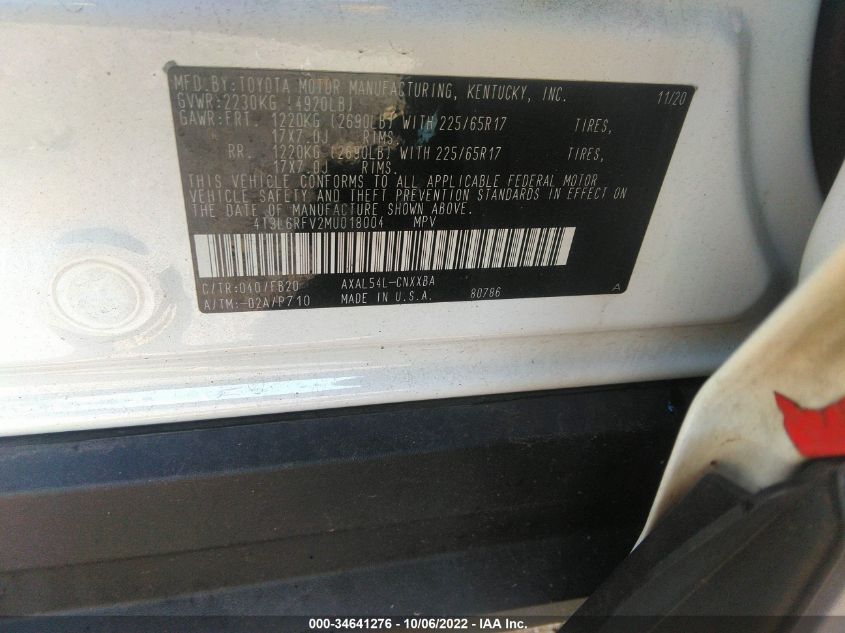 MFD.BY:TOYOTA MOTOR MANUFACTURING, KENTUCKY, INC. 11/20
GVWR:2230KG (4920LB)
GAWR:FRT. 1220KG (2690LB) WITH 225/65R17 TIRES,
17X7.0J RIMS.
RR. 1220KG (2690LB) WITH 225/65R17 TIRES,
17X7.0J RIMS.
THIS VEHICLE CONFORMS TO ALL APPLICABLE FEDERAL MOTOR
VEHICLE SAFETY AND THEFT PREVENTION STANDARDS IN EFFECT ON
THE DATE OF MANUFACTURE SHOWN ABOVE.
4T3L6RFV2MU018004 MPV
C/TR:040/FB20 AXAL54L-CNXXBA
A/TM:-02A/P710 MADE IN U.S.A. 80786 A
000-34641276 - 10/06/2022 - IAA Inc.